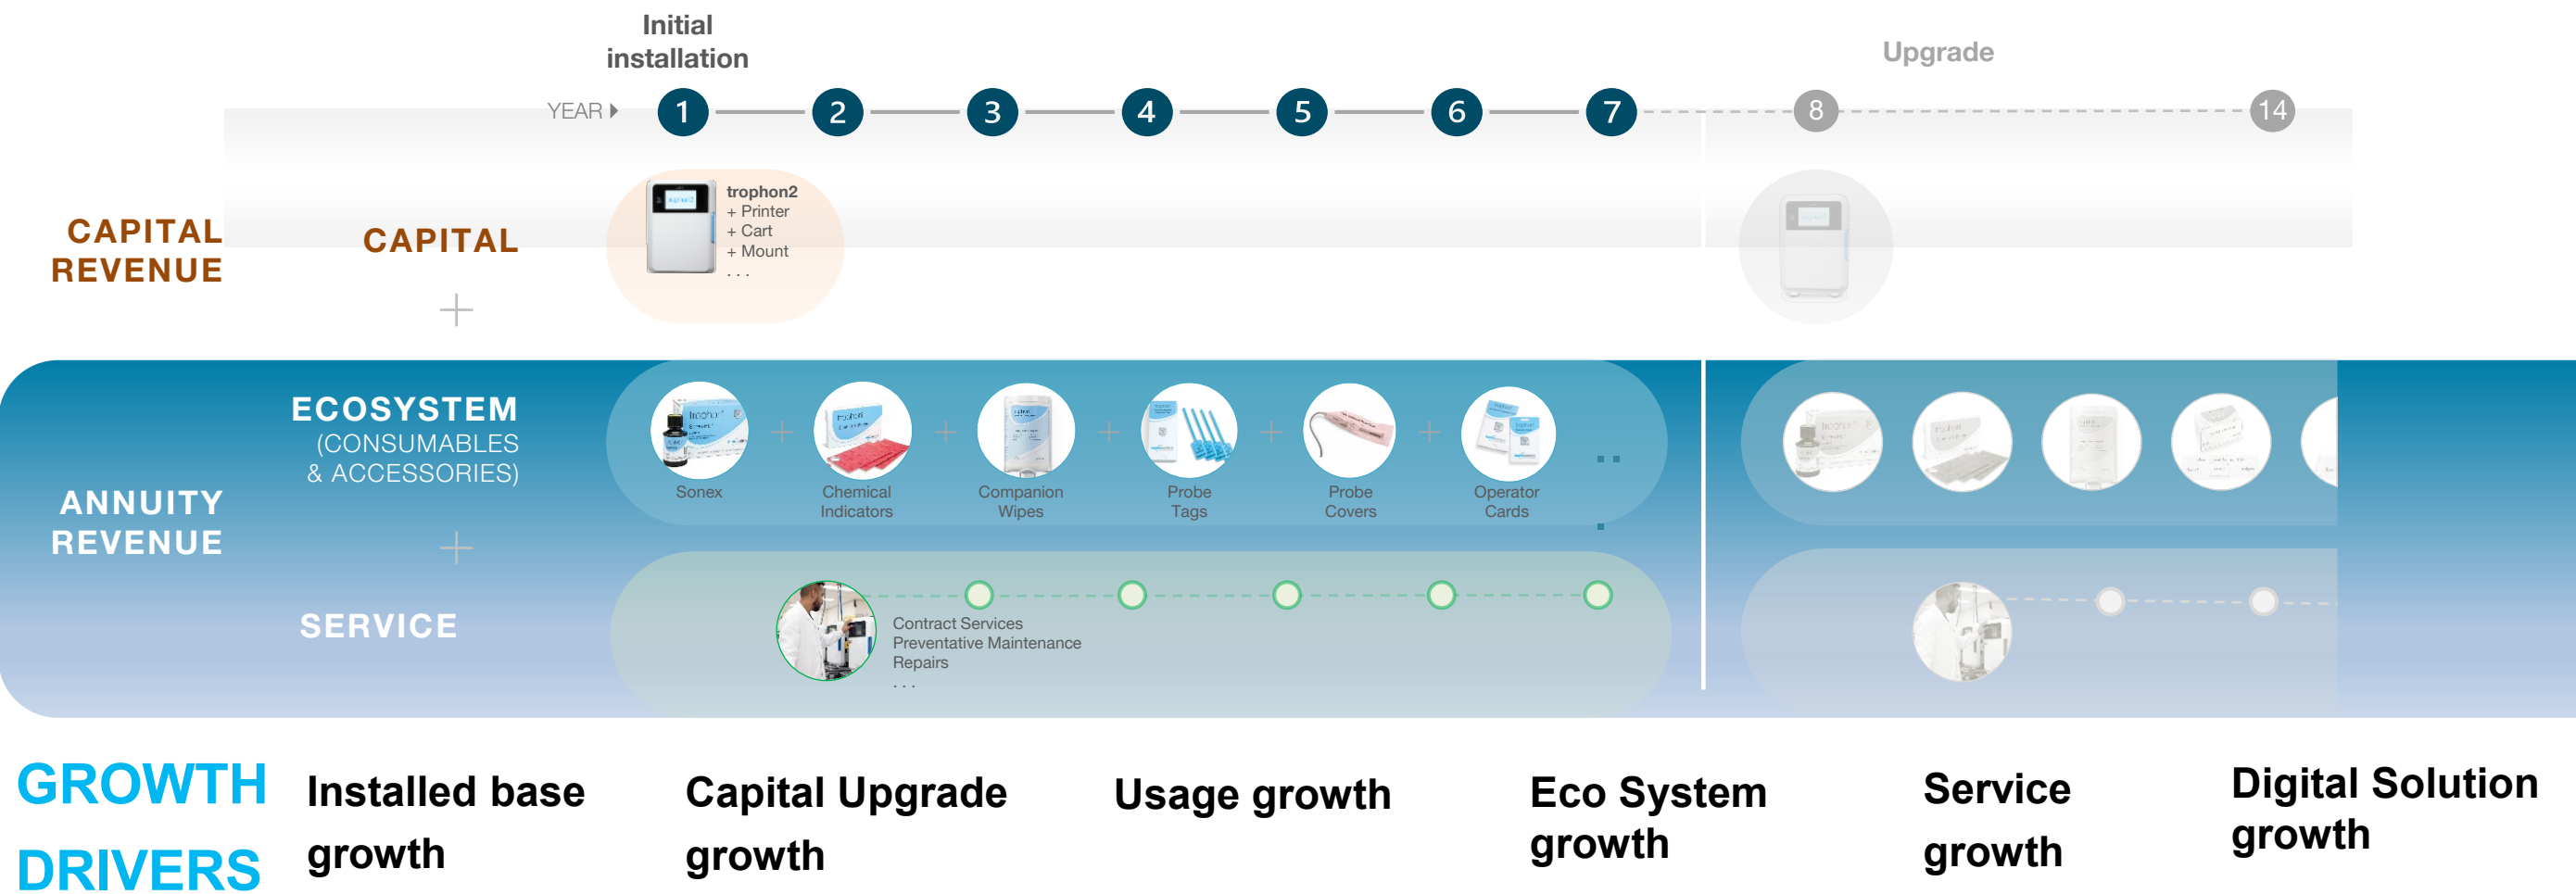 Initial
installation
Upgrade
YEAR
1
2
3
4
5
6
7
8
14
CAPITAL
REVENUE
CAPITAL
trophon2
+ Printer
+ Cart
+ Mount
. . .
+
ECOSYSTEM
(CONSUMABLES
& ACCESSORIES)
ANNUITY
REVENUE
+
SERVICE
Sonex
Chemical
Indicators
Companion
Wipes
Probe
Tags
Probe
Covers
Operator
Cards
Contract Services
Preventative Maintenance
Repairs
. . .
GROWTH
DRIVERS
Installed base
growth
Capital Upgrade
growth
Usage growth
Eco System
growth
Service
growth
Digital Solution
growth